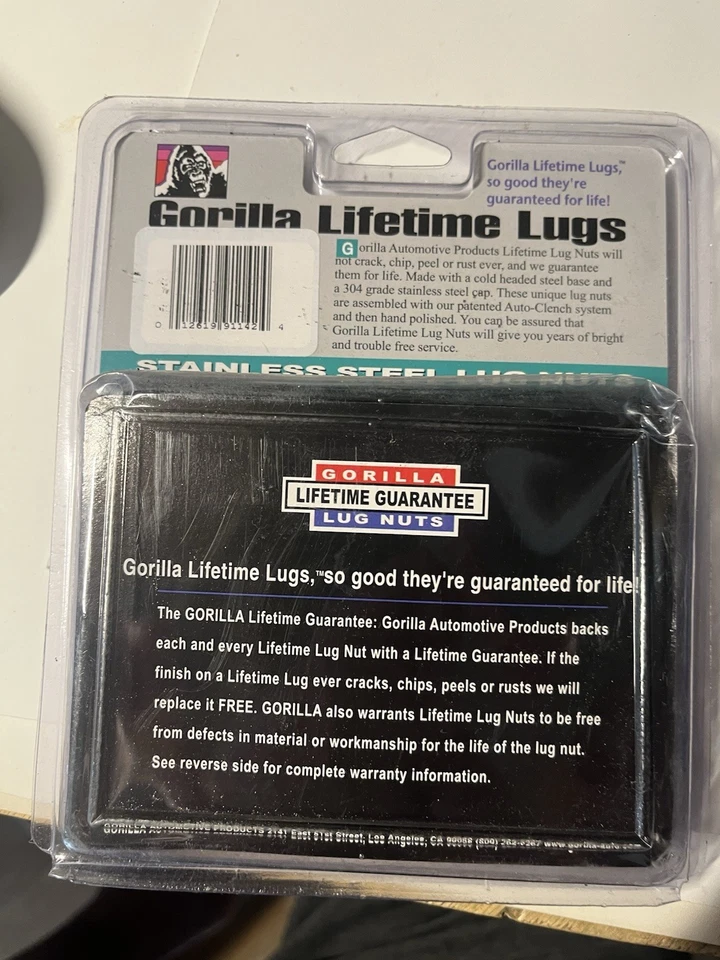 Gorilla Lifetime Lugs,™
so good they're
guaranteed for life!
Gorilla Lifetime Lugs
Gorilla Automotive Products Lifetime Lug Nuts will
not crack, chip, peel or rust ever, and we guarantee
them for life. Made with a cold headed steel base and
a 304 grade stainless steel cap. These unique lug nuts
are assembled with our patented Auto-Clench system
and then hand polished. You can be assured that
Gorilla Lifetime Lug Nuts will give you years of bright
and trouble free service.
0 12619 91142 4
STAINLESS STEEL LUG NUTS
GORILLA
LIFETIME GUARANTEE
LUG NUTS
Gorilla Lifetime Lugs,™so good they're guaranteed for life!
The GORILLA Lifetime Guarantee: Gorilla Automotive Products backs
each and every Lifetime Lug Nut with a Lifetime Guarantee. If the
finish on a Lifetime Lug ever cracks, chips, peels or rusts we will
replace it FREE. GORILLA also warrants Lifetime Lug Nuts to be free
from defects in material or workmanship for the life of the lug nut.
See reverse side for complete warranty information.
GORILLA AUTOMOTIVE PRODUCTS 2141 East 51st Street, Los Angeles, CA